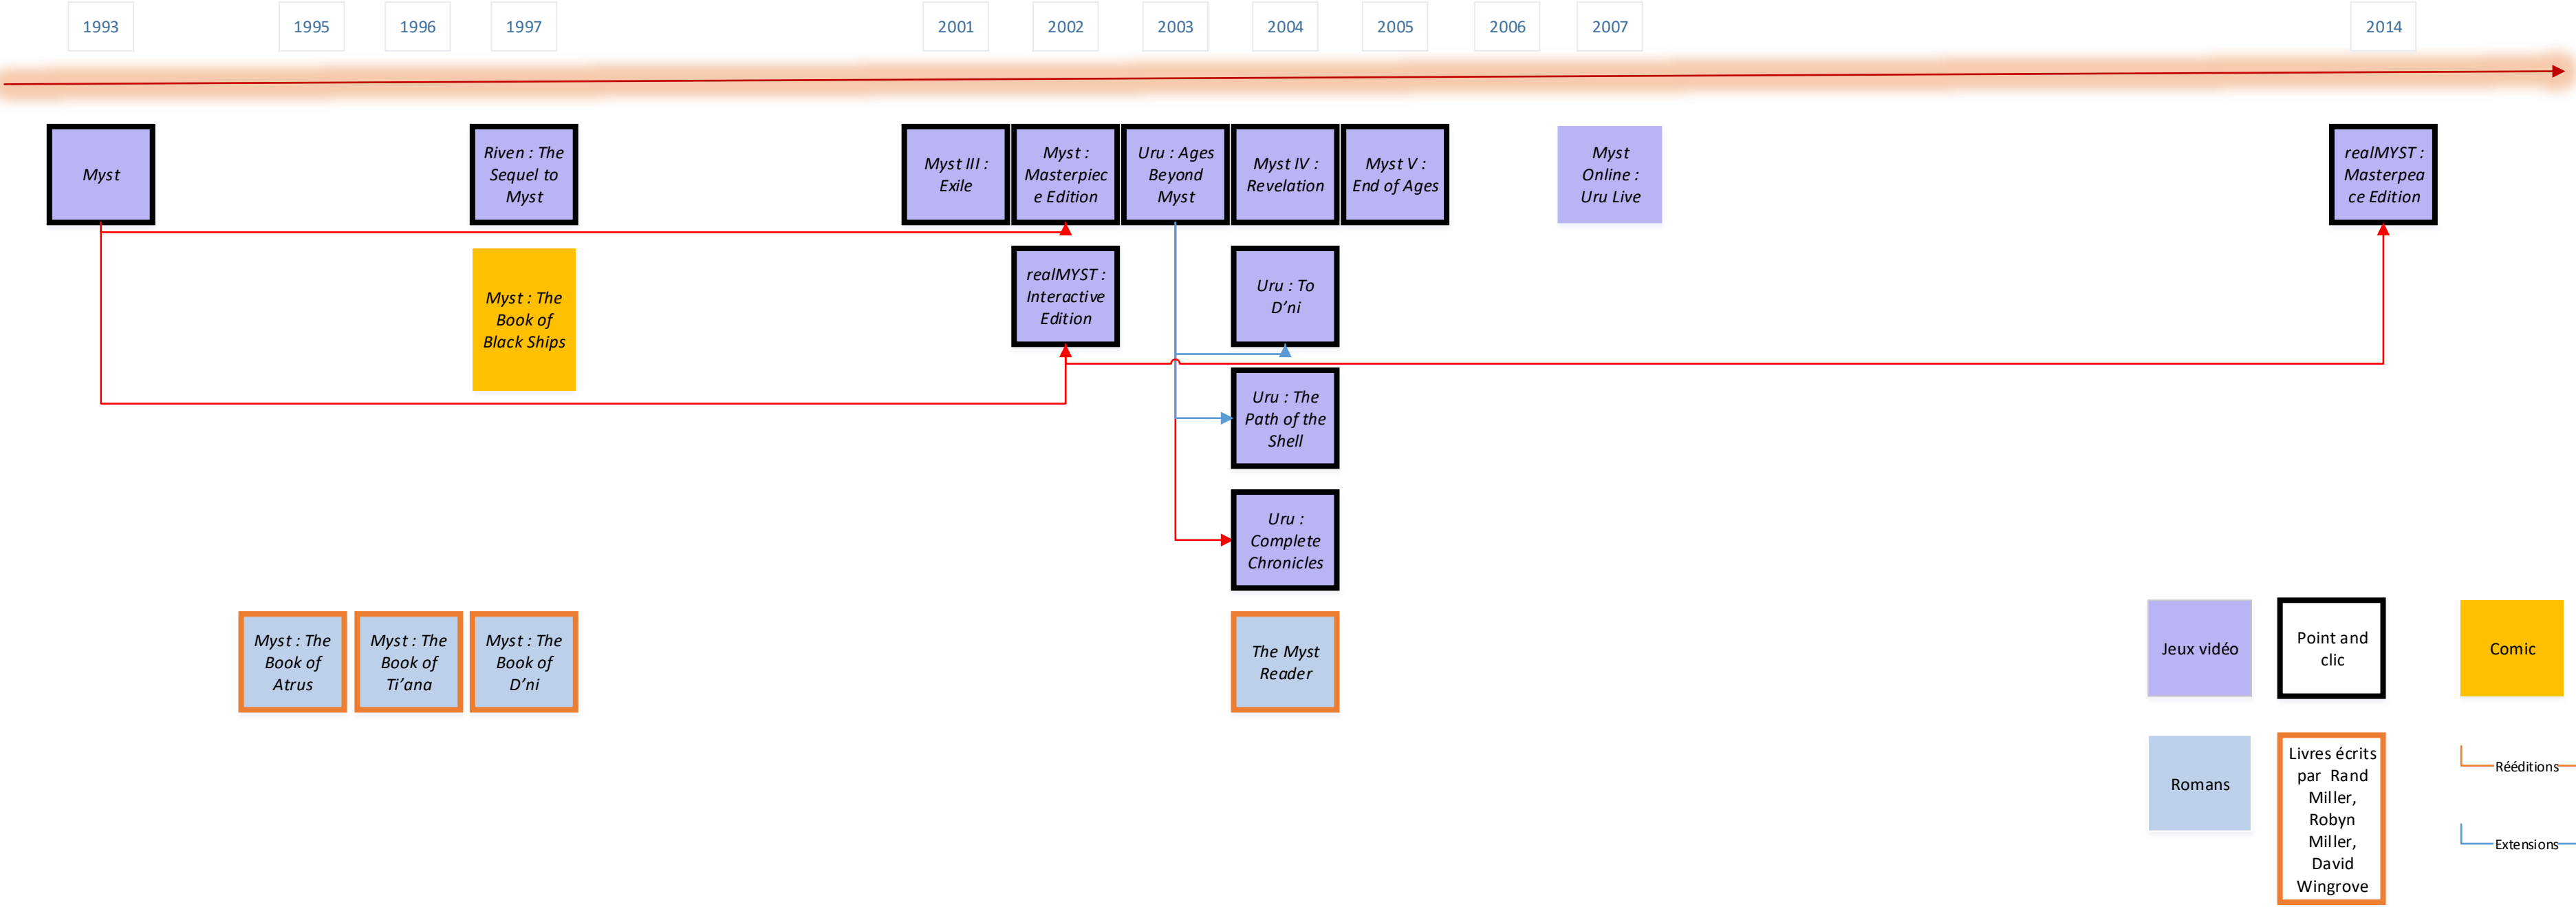 1993
1995
1996
1997
2001
2002
2003
2004
2005
2006
2007
2014
Myst
Riven : The
Sequel to
Myst
Myst III :
Exile
Myst :
Masterpiec
e Edition
Uru : Ages
Beyond
Myst
Myst IV :
Revelation
Myst V :
End of Ages
Myst
Online :
Uru Live
realMYST :
Masterpea
ce Edition
Myst : The
Book of
Black Ships
realMYST :
Interactive
Edition
Uru : To
D’ni
Uru : The
Path of the
Shell
Uru :
Complete
Chronicles
Myst : The
Book of
Atrus
Myst : The
Book of
Ti’ana
Myst : The
Book of
D’ni
The Myst
Reader
Jeux vidéo
Point and
clic
Comic
Romans
Livres écrits
par Rand
Miller,
Robyn
Miller,
David
Wingrove
Rééditions
Extensions